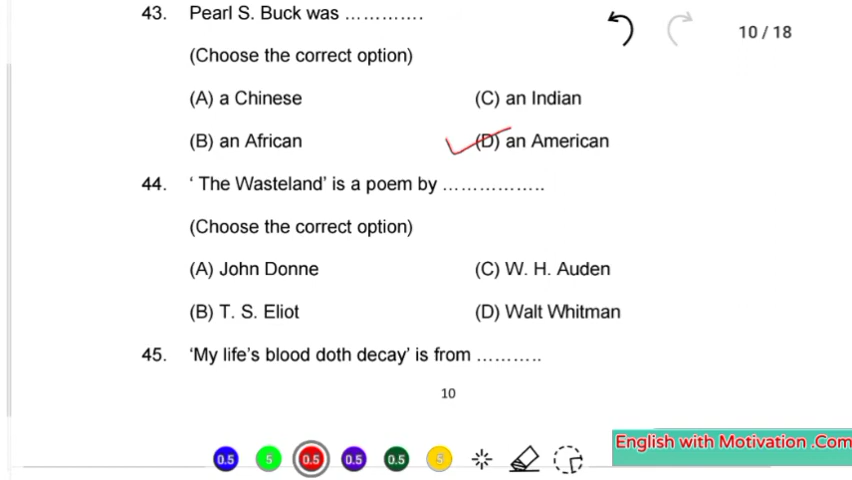 43. Pearl S. Buck was ………….
10 / 18
(Choose the correct option)
(A) a Chinese (C) an Indian
(B) an African (D) an American
44. ‘ The Wasteland’ is a poem by ……………..
(Choose the correct option)
(A) John Donne (C) W. H. Auden
(B) T. S. Eliot (D) Walt Whitman
45. ‘My life’s blood doth decay’ is from ………..
10
English with Motivation .Com
0.5 5 0.5 0.5 0.5 5